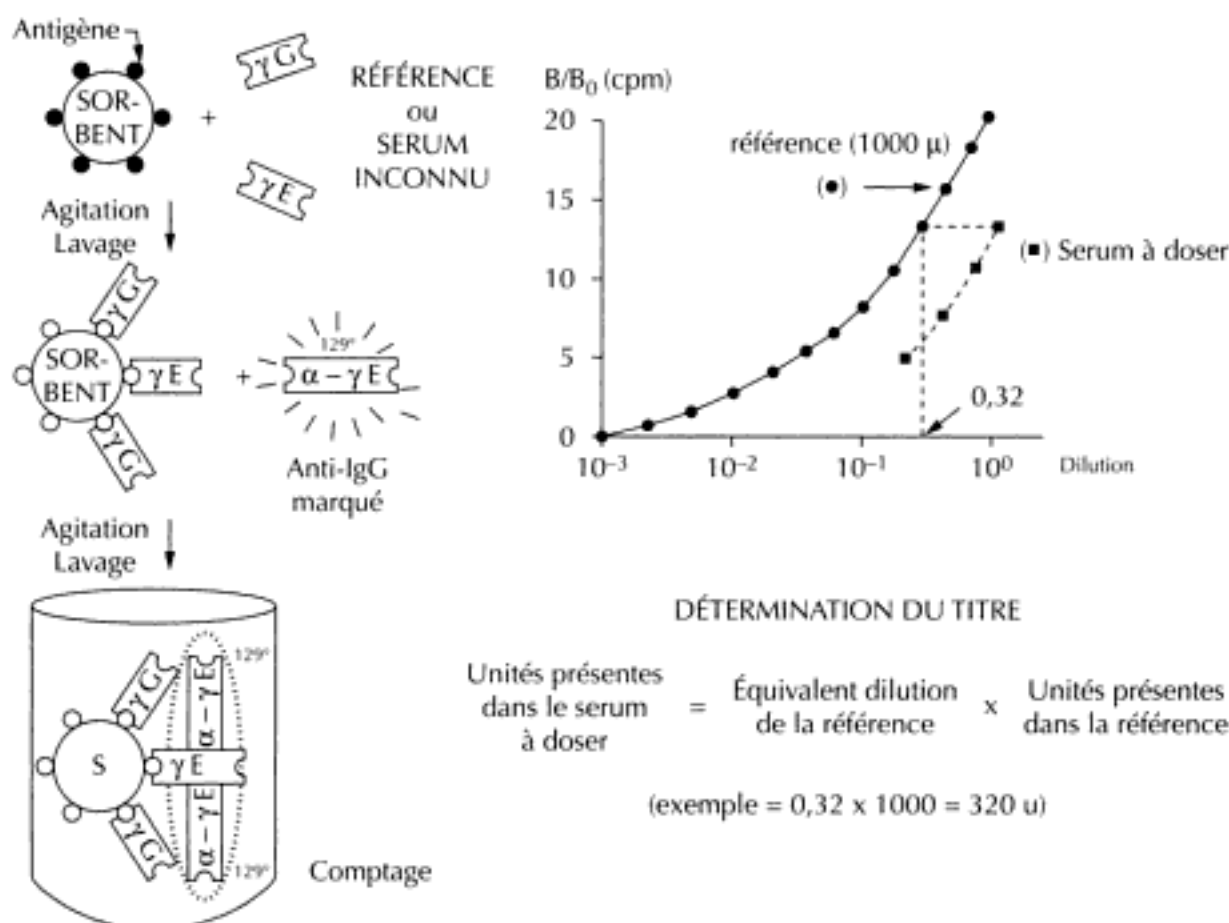 Antigène
SOR-
BENT
+
γG
γE
RÉFÉRENCE
ou
SERUM
INCONNU
Agitation
Lavage
γG
SOR-
BENT
γE
γG
+
129°
α – γE
Anti-IgG
marqué
Agitation
Lavage
γG
S
γE
γG
129°
α – γE
α – γE
129°
Comptage
B/B0 (cpm)
20
15
10
5
0
référence (1000 µ)
(●)
(■) Serum à doser
0,32
10–3
10–2
10–1
100
Dilution
DÉTERMINATION DU TITRE
Unités présentes
dans le serum
à doser
=
Équivalent dilution
de la référence
x
Unités présentes
dans la référence
(exemple = 0,32 x 1000 = 320 u)